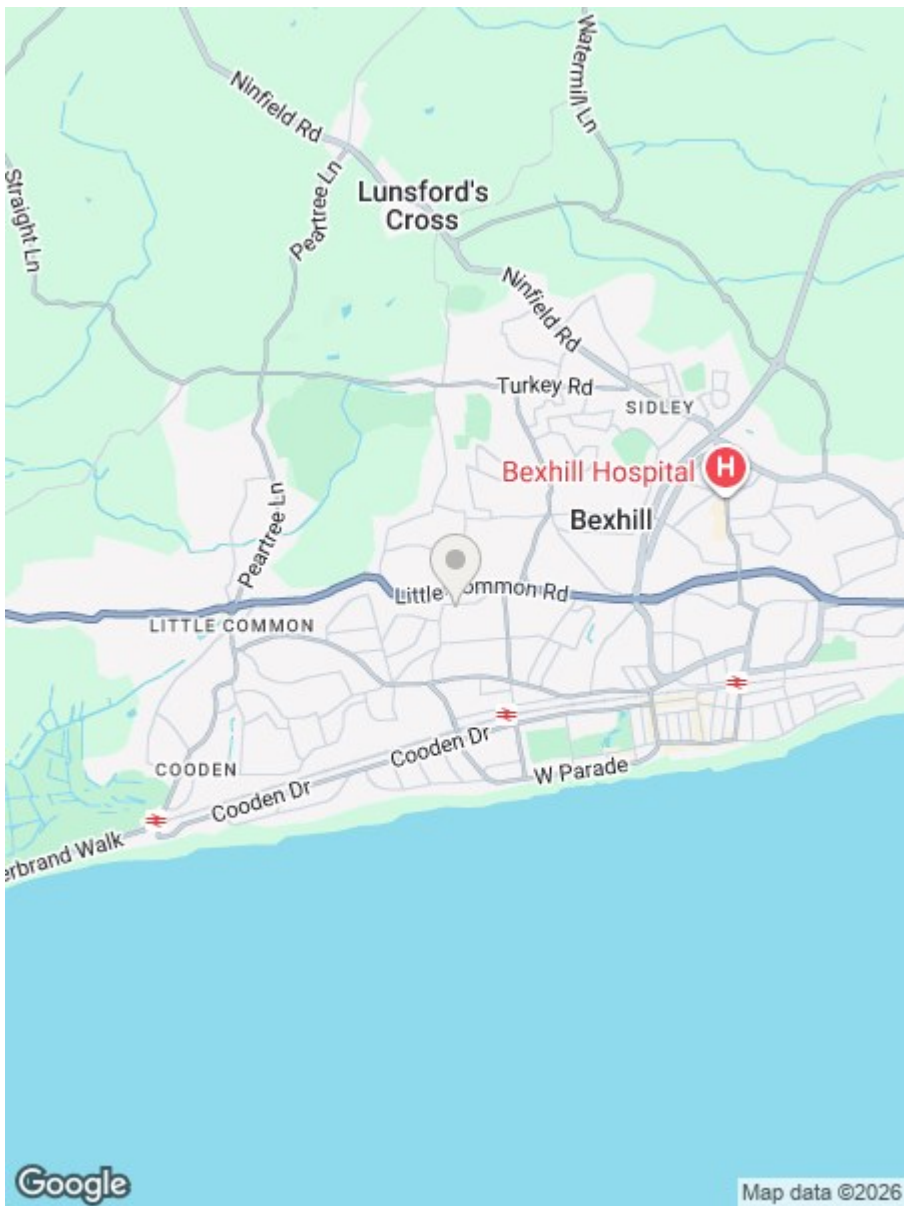 Watermill Ln
Ninfield Rd
Straight Ln
Peartree Ln
Lunsford's
Cross
Ninfield Rd
Turkey Rd
SIDLEY
Bexhill Hospital
H
Peartree Ln
Bexhill
Little Common Rd
LITTLE COMMON
Cooden Dr
COODEN
W Parade
Cooden Dr
erbrand Walk
Google
Map data ©2026